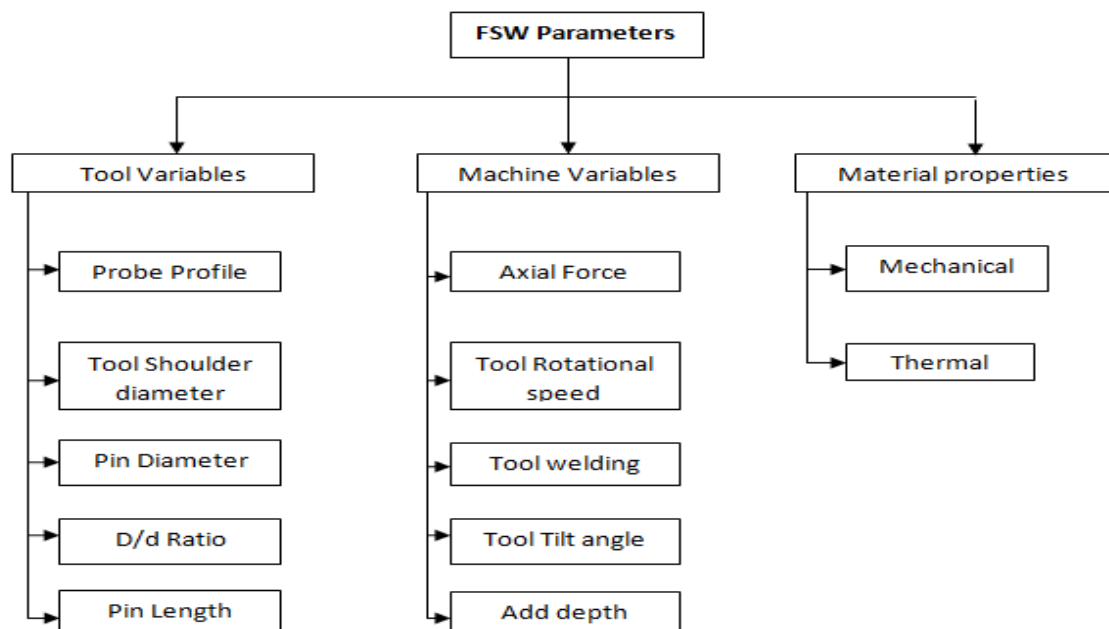 FSW Parameters
Tool Variables
Machine Variables
Material properties
Probe Profile
Tool Shoulder
diameter
Pin Diameter
D/d Ratio
Pin Length
Axial Force
Tool Rotational
speed
Tool welding
Tool Tilt angle
Add depth
Mechanical
Thermal